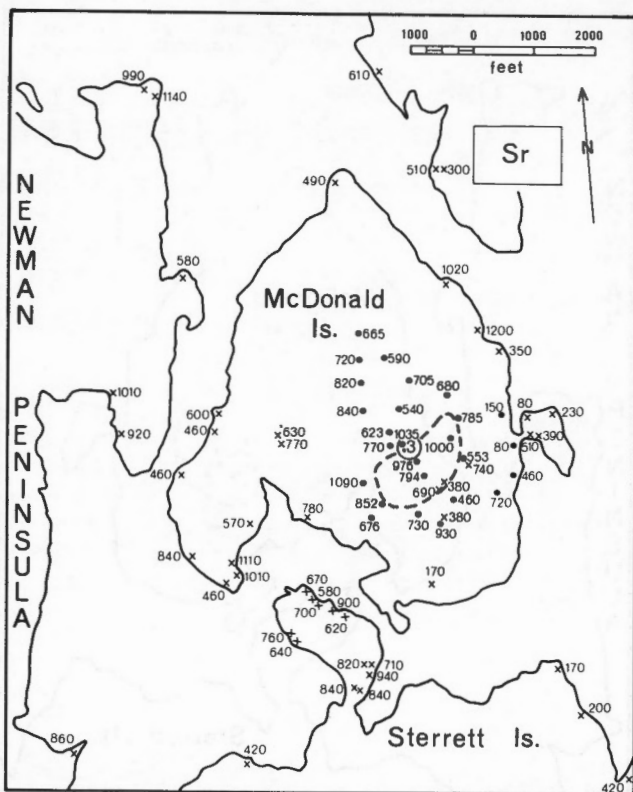 1000 0 1000 2000
feet
990
1140
610
Sr
N
510 300
490
NEWMAN
580
1020
McDonald
Is.
1200
350
665
720 590
820 705 680
1010
840 540 785 150 80 230
600
920 460 630 623 1035 390
770 770 .3 1000 80 510
976 553
740
460 794 460
1090 380
690
852 460 720
PENINSULA
570 780 676 730 380
930
840
1110
1010
460
170
670
580
900
700
620
760
640
820 710
940
840 840
170
200
Sterrett Is.
860
420
420